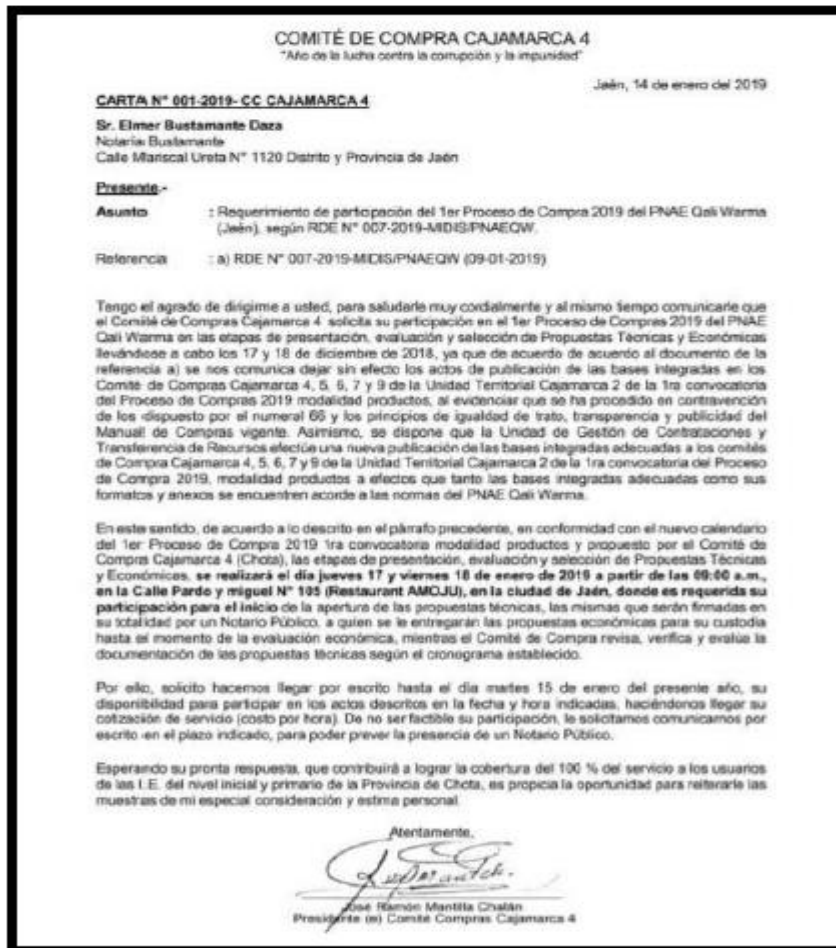 COMITÉ DE COMPRA CAJAMARCA 4
"Año de la lucha contra la corrupción y la impunidad"
Jaén, 14 de enero del 2019
CARTA N° 001-2019- CC CAJAMARCA 4
Sr. Elmer Bustamante Daza
Notaria Bustamante
Calle Mariscal Ureta N° 1120 Distrito y Provincia de Jaén
Presente.-
Asunto : Requerimiento de participación del 1er Proceso de Compra 2019 del PNAE Qali Warma
(Jaén), según RDE N° 007-2019-MIDIS/PNAEQW.
Referencia : a) RDE N° 007-2019-MIDIS/PNAEQW (09-01-2019)
Tengo el agrado de dirigirme a usted, para saludarle muy cordialmente y al mismo tiempo comunicarle que
el Comité de Compras Cajamarca 4 solicita su participación en el 1er Proceso de Compras 2019 del PNAE
Qali Warma en las etapas de presentación, evaluación y selección de Propuestas Técnicas y Económicas
llevándose a cabo los 17 y 18 de diciembre de 2018, ya que de acuerdo de acuerdo al documento de la
referencia a) se nos comunica dejar sin efecto los actos de publicación de las bases integradas en los
Comité de Compras Cajamarca 4, 5, 6, 7 y 9 de la Unidad Territorial Cajamarca 2 de la 1ra convocatoria
del Proceso de Compras 2019 modalidad productos, al evidenciar que se ha procedido en contravención
de los dispuesto por el numeral 66 y los principios de igualdad de trato, transparencia y publicidad del
Manual de Compras vigente. Asimismo, se dispone que la Unidad de Gestión de Contrataciones y
Transferencia de Recursos efectúe una nueva publicación de las bases integradas adecuadas a los comités
de Compra Cajamarca 4, 5, 6, 7 y 9 de la Unidad Territorial Cajamarca 2 de la 1ra convocatoria del Proceso
de Compra 2019, modalidad productos a efectos que tanto las bases integradas adecuadas como sus
formatos y anexos se encuentren acorde a las normas del PNAE Qali Warma.
En este sentido, de acuerdo a lo descrito en el párrafo precedente, en conformidad con el nuevo calendario
del 1er Proceso de Compra 2019 1ra convocatoria modalidad productos y propuesto por el Comité de
Compra Cajamarca 4 (Chota), las etapas de presentación, evaluación y selección de Propuestas Técnicas
y Económicas, se realizará el día jueves 17 y viernes 18 de enero de 2019 a partir de las 09:00 a.m.,
en la Calle Pardo y miguel N° 105 (Restaurant AMOJU), en la ciudad de Jaén, donde es requerida su
participación para el inicio de la apertura de las propuestas técnicas, las mismas que serán firmadas en
su totalidad por un Notario Público, a quien se le entregarán las propuestas económicas para su custodia
hasta el momento de la evaluación económica, mientras el Comité de Compra revisa, verifica y evalúa la
documentación de las propuestas técnicas según el cronograma establecido.
Por ello, solicito hacernos llegar por escrito hasta el día martes 15 de enero del presente año, su
disponibilidad para participar en los actos descritos en la fecha y hora indicadas, haciéndonos llegar su
cotización de servicio (costo por hora). De no ser factible su participación, le solicitamos comunicarnos por
escrito en el plazo indicado, para poder prever la presencia de un Notario Público.
Esperando su pronta respuesta, que contribuirá a lograr la cobertura del 100 % del servicio a los usuarios
de las I.E. del nivel inicial y primario de la Provincia de Chota, es propicia la oportunidad para reiterarle las
muestras de mi especial consideración y estima personal.
Atentamente,
José Ramón Mantilla Chalán
Presidente (e) Comité Compras Cajamarca 4